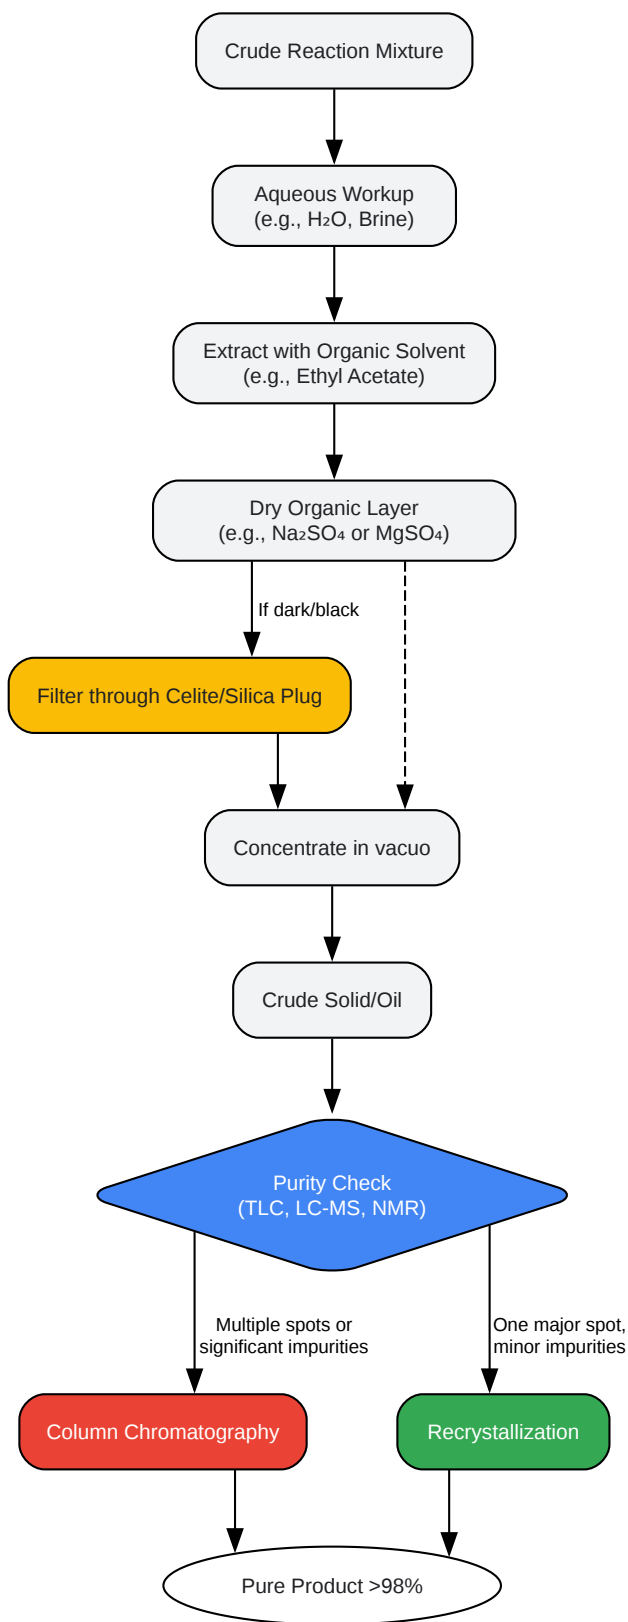 Crude Reaction Mixture
Aqueous Workup
(e.g., H₂O, Brine)
Extract with Organic Solvent
(e.g., Ethyl Acetate)
Dry Organic Layer
(e.g., Na₂SO₄ or MgSO₄)
If dark/black
Filter through Celite/Silica Plug
Concentrate in vacuo
Crude Solid/Oil
Purity Check
(TLC, LC-MS, NMR)
Multiple spots or
significant impurities
One major spot,
minor impurities
Column Chromatography
Recrystallization
Pure Product >98%